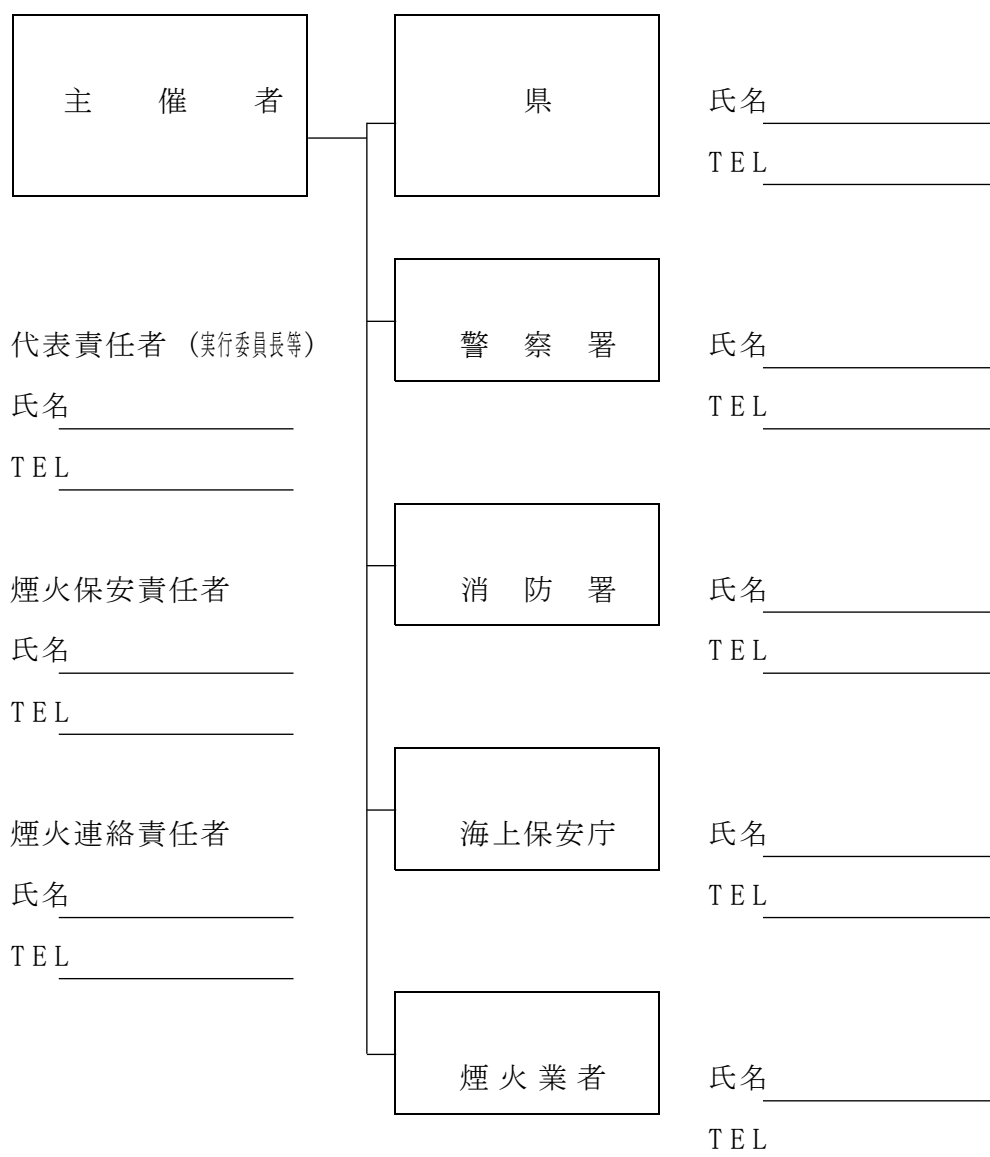 主催者
県
氏名
TEL
代表責任者（実行委員長等）
氏名
TEL
警察署
氏名
TEL
煙火保安責任者
氏名
TEL
消防署
氏名
TEL
煙火連絡責任者
氏名
TEL
海上保安庁
氏名
TEL
煙火業者
氏名
TEL